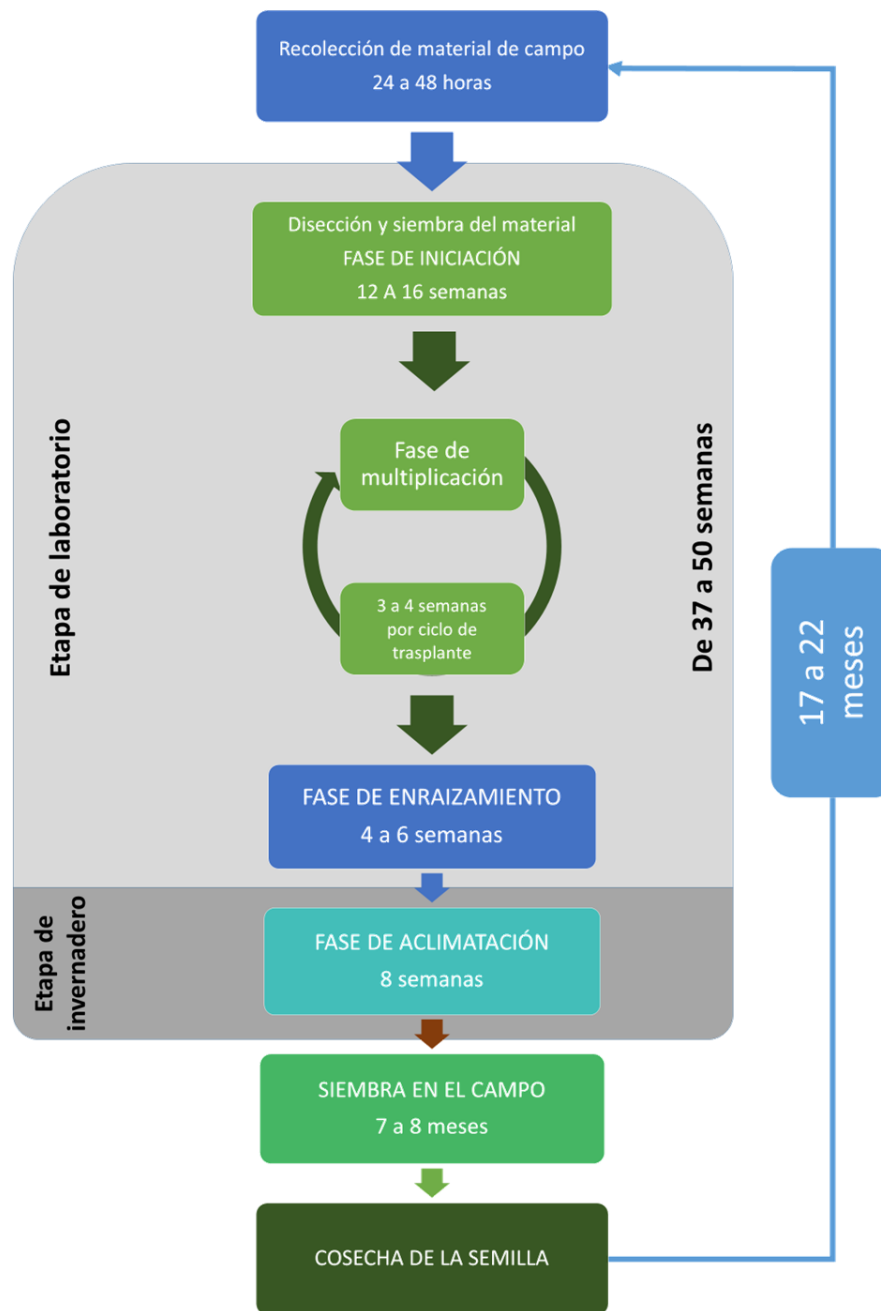 Recolección de material de campo
24 a 48 horas
Disección y siembra del material
FASE DE INICIACIÓN
12 A 16 semanas
Etapa de laboratorio
Fase de
multiplicación
3 a 4 semanas
por ciclo de
trasplante
De 37 a 50 semanas
17 a 22
meses
FASE DE ENRAIZAMIENTO
4 a 6 semanas
Etapa de
invernadero
FASE DE ACLIMATACIÓN
8 semanas
SIEMBRA EN EL CAMPO
7 a 8 meses
COSECHA DE LA SEMILLA